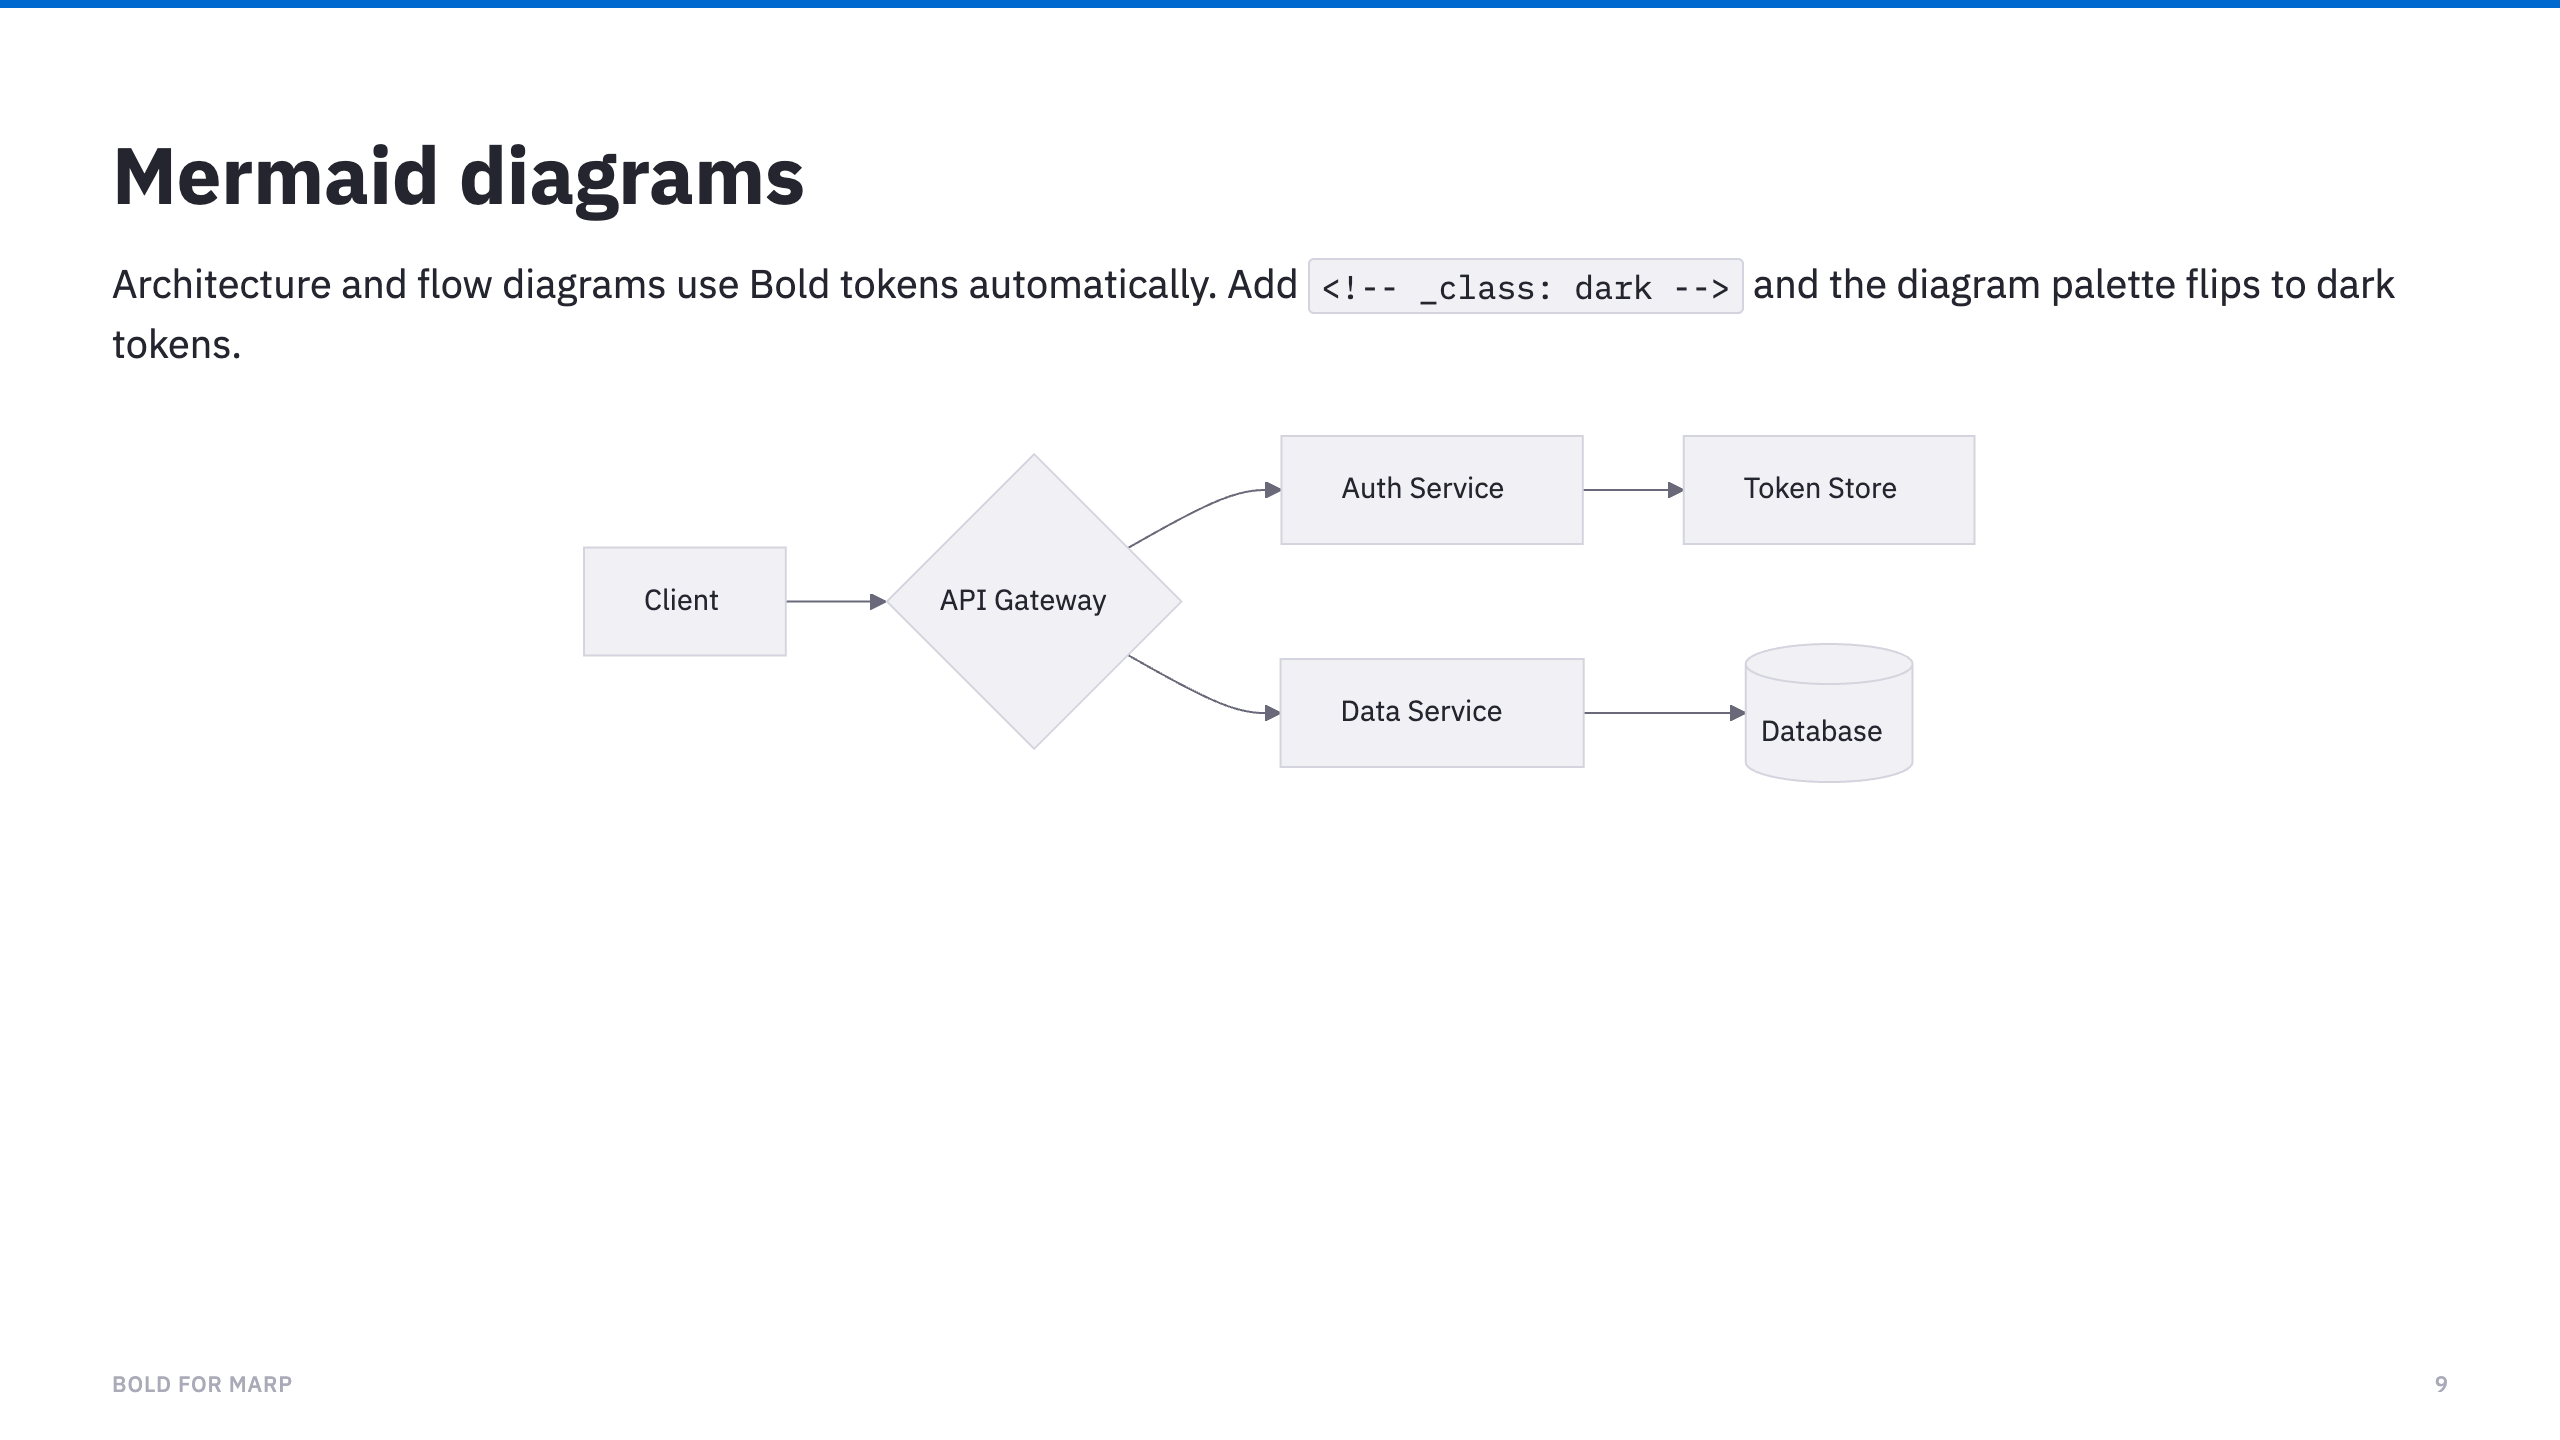 Mermaid diagrams
Architecture and flow diagrams use Bold tokens automatically. Add <!-- _class: dark --> and the diagram palette flips to dark
tokens.
Client
API Gateway
Auth Service
Token Store
Data Service
Database
BOLD FOR MARP
9